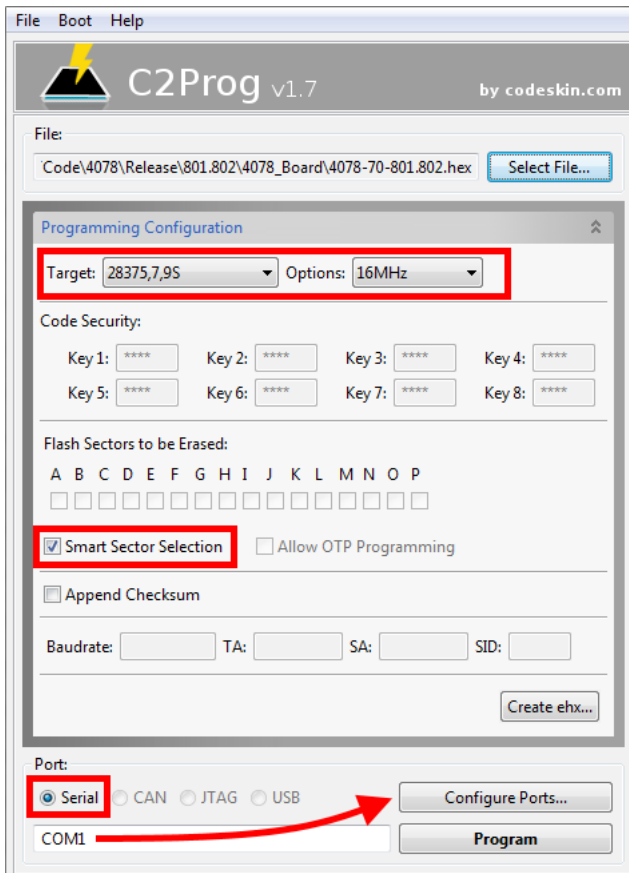 File Boot Help
C2Prog v1.7 by codeskin.com
File:
Code\4078\Release\801.802\4078_Board\4078-70-801.802.hex Select File...
Programming Configuration
Target: 28375,7,9S Options: 16MHz
Code Security:
Key 1: **** Key 2: **** Key 3: **** Key 4: ****
Key 5: **** Key 6: **** Key 7: **** Key 8: ****
Flash Sectors to be Erased:
A B C D E F G H I J K L M N O P
Smart Sector Selection Allow OTP Programming
Append Checksum
Baudrate: TA: SA: SID:
Create ehx...
Port:
Serial CAN JTAG USB Configure Ports...
COM1 Program